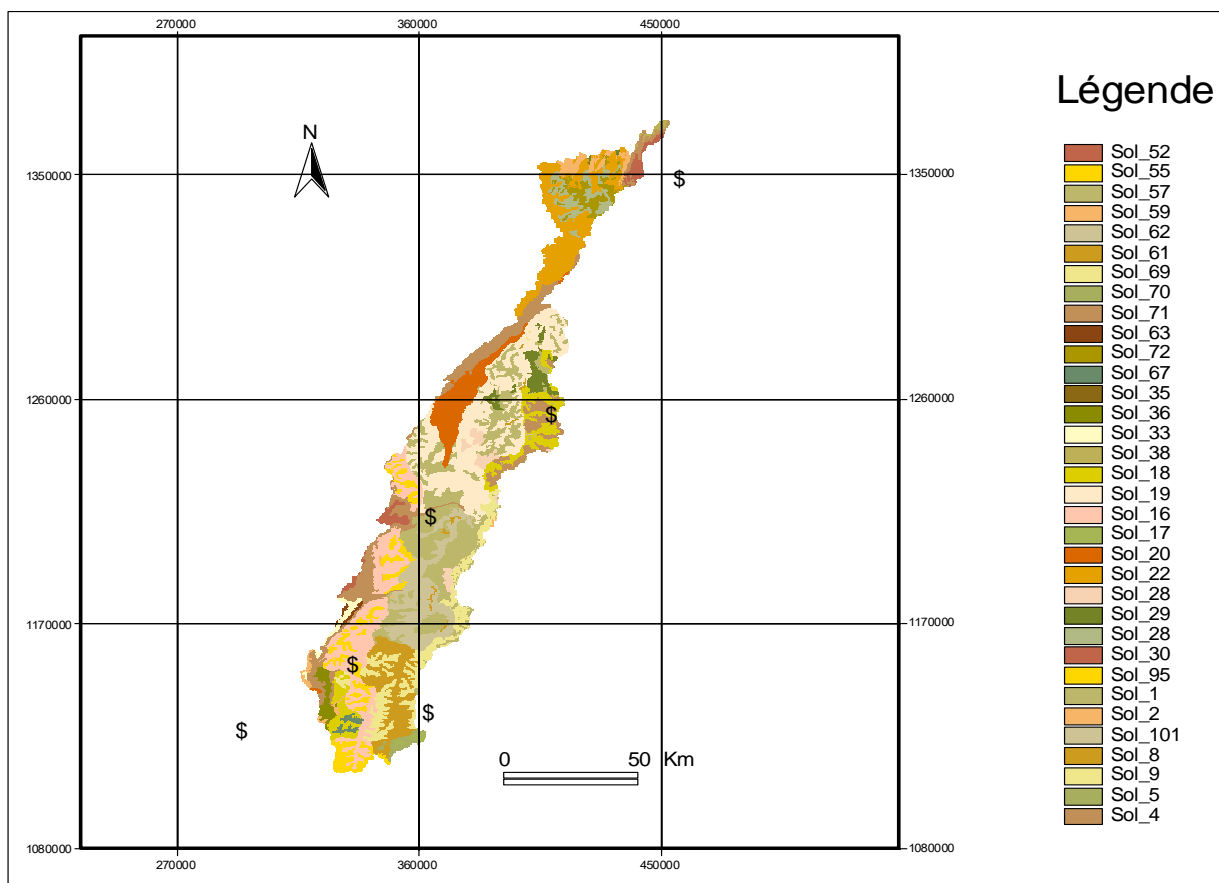 270000 360000 450000
Légende
N
1350000 1350000
1260000 1260000
1170000 1170000
1080000 1080000
270000 360000 450000
$
$
$
$
$
$
0 50 Km
Sol_52
Sol_55
Sol_57
Sol_59
Sol_62
Sol_61
Sol_69
Sol_70
Sol_71
Sol_63
Sol_72
Sol_67
Sol_35
Sol_36
Sol_33
Sol_38
Sol_18
Sol_19
Sol_16
Sol_17
Sol_20
Sol_22
Sol_28
Sol_29
Sol_28
Sol_30
Sol_95
Sol_1
Sol_2
Sol_101
Sol_8
Sol_9
Sol_5
Sol_4